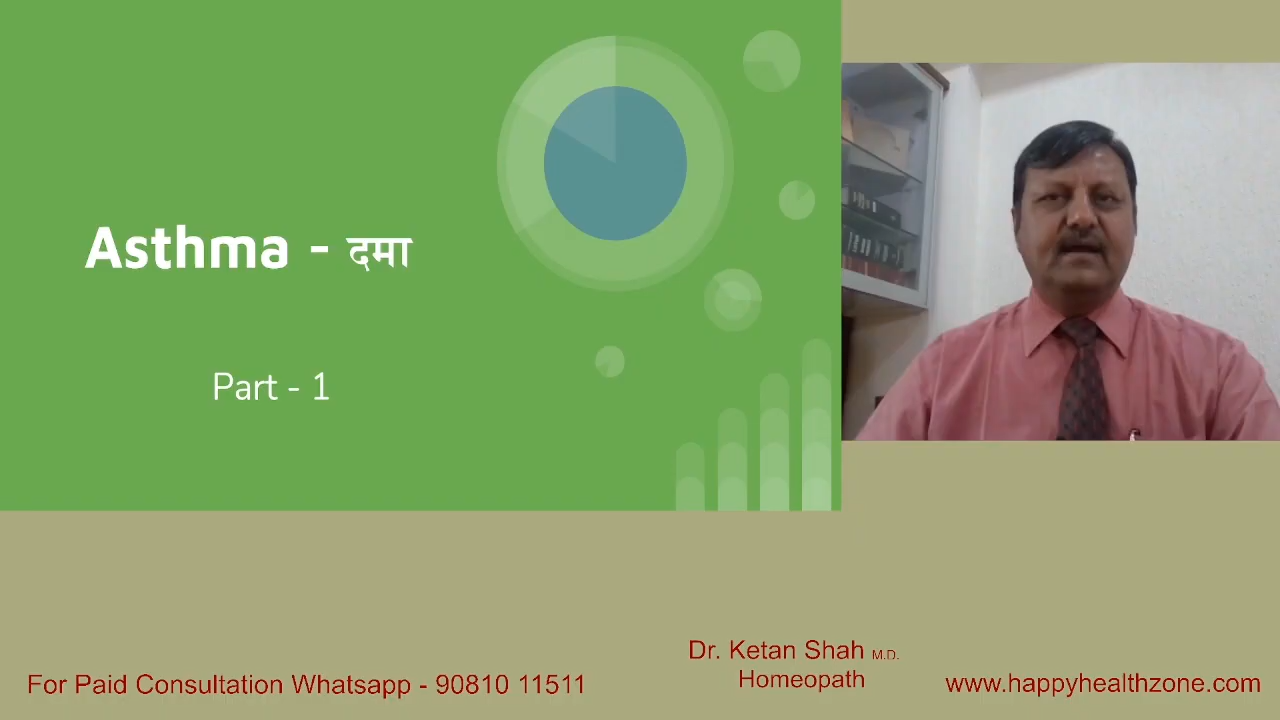 Asthma - दमा
Part - 1
Dr. Ketan Shah M.D.
Homeopath
For Paid Consultation Whatsapp - 90810 11511
www.happyhealthzone.com